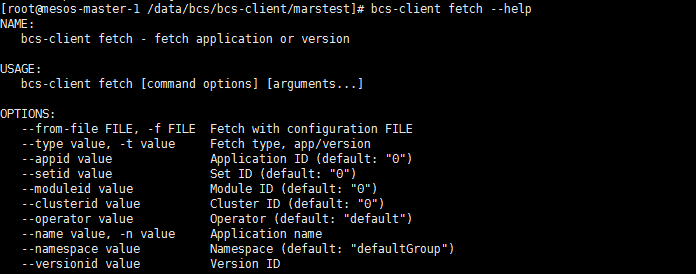 [root@mesos-master-1 /data/bcs/bcs-client/marstest]# bcs-client fetch --help
NAME:
bcs-client fetch - fetch application or version
USAGE:
bcs-client fetch [command options] [arguments...]
OPTIONS:
--from-file FILE, -f FILE  Fetch with configuration FILE
--type value, -t value     Fetch type, app/version
--appid value              Application ID (default: "0")
--setid value              Set ID (default: "0")
--moduleid value           Module ID (default: "0")
--clusterid value          Cluster ID (default: "0")
--operator value           Operator (default: "default")
--name value, -n value     Application name
--namespace value          Namespace (default: "defaultGroup")
--versionid value          Version ID